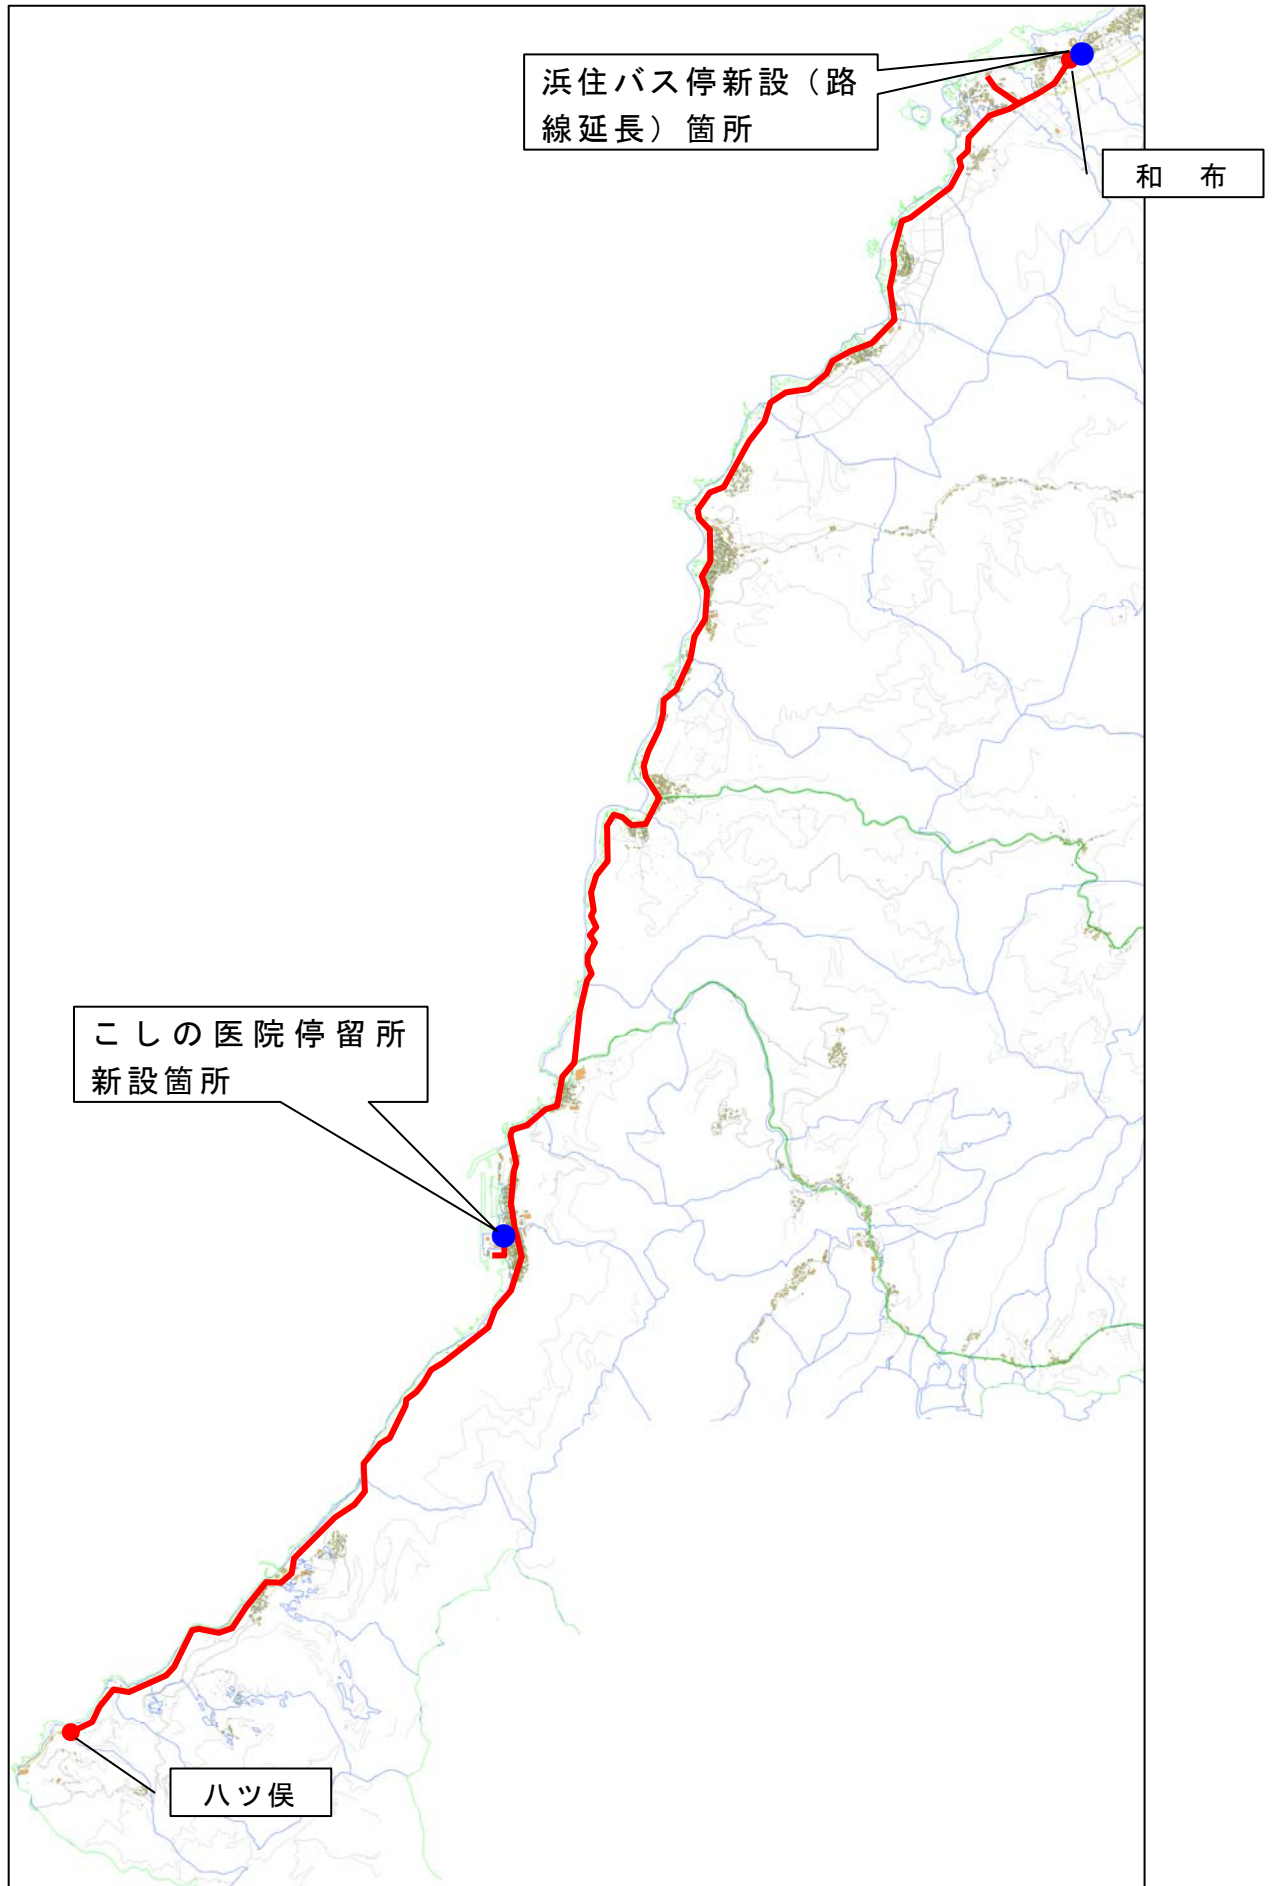 浜住バス停新設（路
線延長）箇所
和　布
こしの医院停留所
新設箇所
八ツ俣